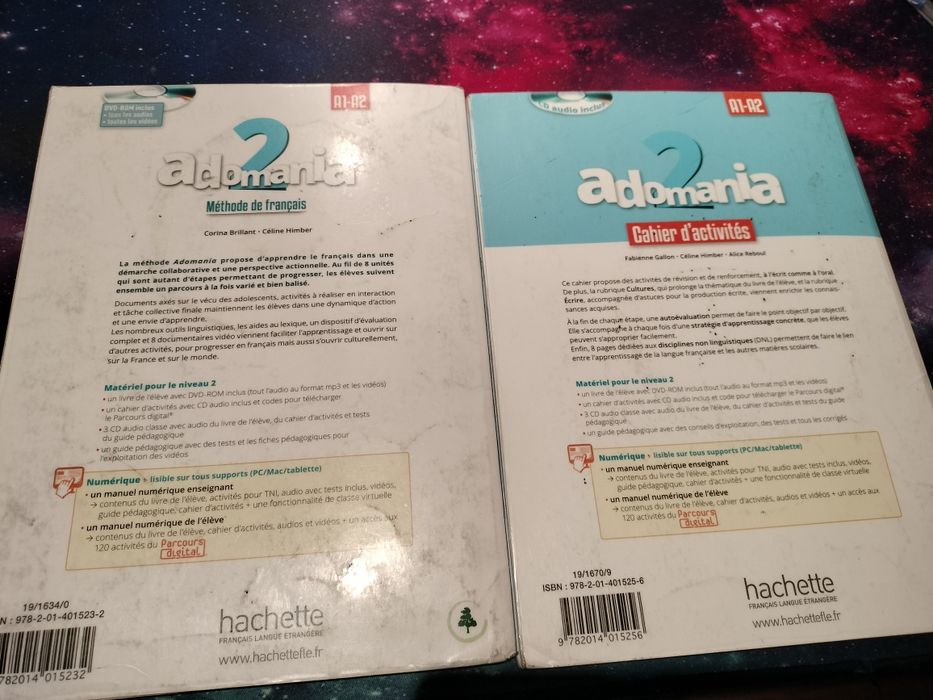 DVD-ROM inclus
• tous les audios
• toutes les vidéos
A1-A2
2
adomania
Méthode de français
Corina Brillant • Céline Himber
La méthode Adomania propose d'apprendre le français dans une
démarche collaborative et une perspective actionnelle. Au fil de 8 unités
qui sont autant d'étapes permettant de progresser, les élèves suivent
ensemble un parcours à la fois varié et bien balisé.
Documents axés sur le vécu des adolescents, activités à réaliser en interaction
et tâche collective finale maintiennent les élèves dans une dynamique d'action
et une envie d'apprendre.
Les nombreux outils linguistiques, les aides au lexique, un dispositif d'évaluation
complet et 8 documentaires vidéo viennent faciliter l'apprentissage et ouvrir sur
d'autres activités, pour progresser en français mais aussi s'ouvrir culturellement,
sur la France et sur le monde.
Matériel pour le niveau 2
• un livre de l'élève avec DVD-ROM inclus (tout l'audio au format mp3 et les vidéos)
• un cahier d'activités avec CD audio inclus et codes pour télécharger
le Parcours digital®
• 3 CD audio classe avec audio du livre de l'élève, du cahier d'activités et tests
du guide pédagogique
• un guide pédagogique avec des tests et les fiches pédagogiques pour
l'exploitation des vidéos
Numérique • lisible sur tous supports (PC/Mac/tablette)
• un manuel numérique enseignant
→ contenus du livre de l'élève, activités pour TNI, audio avec tests inclus, vidéos,
guide pédagogique, cahier d'activités + une fonctionnalité de classe virtuelle
• un manuel numérique de l'élève
→ contenus du livre de l'élève, cahier d'activités, audios et vidéos + un accès aux
120 activités du Parcours
digital
19/1634/0
: 978-2-01-401523-2
782014 015232
hachette
FRANÇAIS LANGUE ÉTRANGÈRE
www.hachettefle.fr
CD audio inclus
A1-A2
2
adomania
Cahier d'activités
Fabienne Gallon • Céline Himber • Alice Reboul
Ce cahier propose des activités de révision et de renforcement, à l'écrit comme à l'oral.
De plus, la rubrique Cultures, qui prolonge la thématique du livre de l'élève, et la rubrique
Écrire, accompagnée d'astuces pour la production écrite, viennent enrichir les connais-
sances acquises.
À la fin de chaque étape, une autoévaluation permet de faire le point objectif par objectif.
Elle s'accompagne à chaque fois d'une stratégie d'apprentissage concrète, que les élèves
peuvent s'approprier facilement.
Enfin, 8 pages dédiées aux disciplines non linguistiques (DNL) permettent de faire le lien
entre l'apprentissage de la langue française et les autres matières scolaires.
Matériel pour le niveau 2
• un livre de l'élève avec DVD-ROM inclus (tout l'audio au format mp3 et les vidéos)
• un cahier d'activités avec CD audio inclus et codes pour télécharger le Parcours digital®
• 3 CD audio classe avec audio du livre de l'élève, du cahier d'activités et tests du guide
pédagogique
• un guide pédagogique avec des conseils d'exploitation, des tests et tous les corrigés
Numérique • lisible sur tous supports (PC/Mac/tablette)
• un manuel numérique enseignant
→ contenus du livre de l'élève, activités pour TNI, audio avec tests inclus, vidéos,
guide pédagogique, cahier d'activités + une fonctionnalité de classe virtuelle
• un manuel numérique de l'élève
→ contenus du livre de l'élève, cahier d'activités, audios et vidéos + un accès aux
120 activités du Parcours
digital
19/1670/9
ISBN : 978-2-01-401525-6
9 782014 015256
hachette
FRANÇAIS LANGUE ÉTRANGÈRE
www.hachettefle.fr